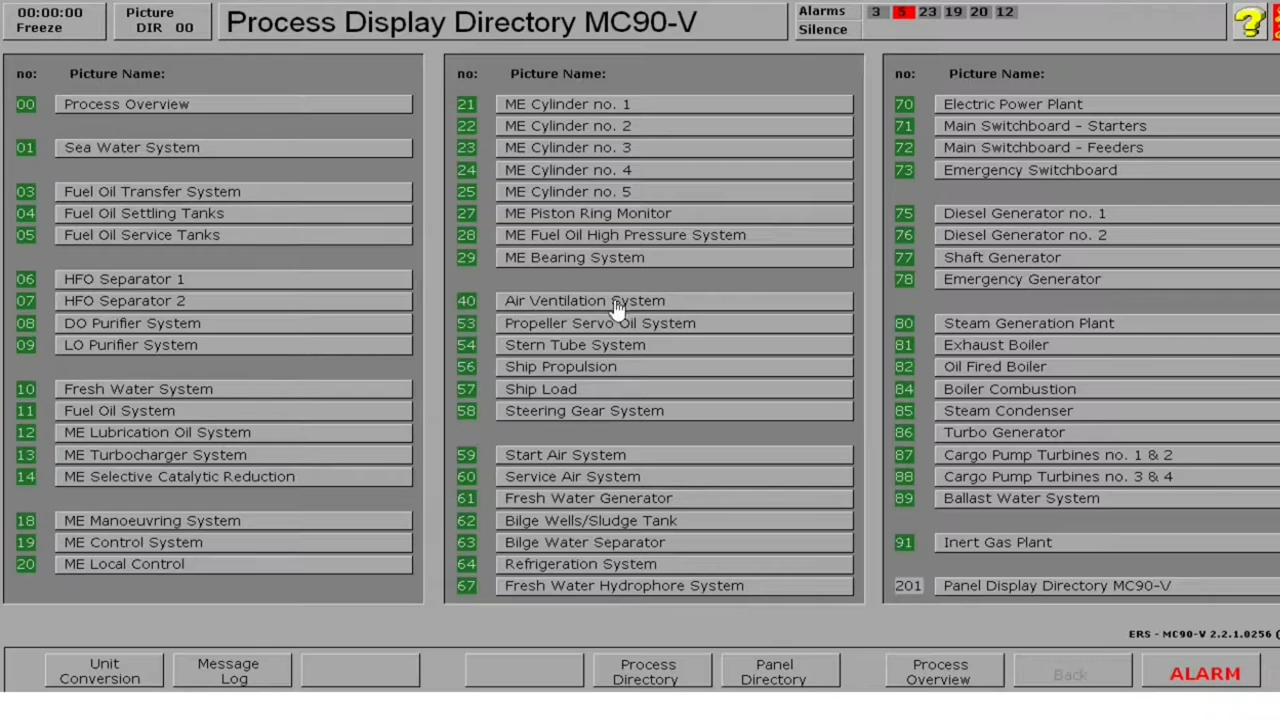 00:00:00
Freeze
Picture
DIR 00
Process Display Directory MC90-V
Alarms 3 5 23 19 20 12
Silence
?
no: Picture Name:
00 Process Overview
01 Sea Water System
03 Fuel Oil Transfer System
04 Fuel Oil Settling Tanks
05 Fuel Oil Service Tanks
06 HFO Separator 1
07 HFO Separator 2
08 DO Purifier System
09 LO Purifier System
10 Fresh Water System
11 Fuel Oil System
12 ME Lubrication Oil System
13 ME Turbocharger System
14 ME Selective Catalytic Reduction
18 ME Manoeuvring System
19 ME Control System
20 ME Local Control
no: Picture Name:
21 ME Cylinder no. 1
22 ME Cylinder no. 2
23 ME Cylinder no. 3
24 ME Cylinder no. 4
25 ME Cylinder no. 5
27 ME Piston Ring Monitor
28 ME Fuel Oil High Pressure System
29 ME Bearing System
40 Air Ventilation System
53 Propeller Servo Oil System
54 Stern Tube System
56 Ship Propulsion
57 Ship Load
58 Steering Gear System
59 Start Air System
60 Service Air System
61 Fresh Water Generator
62 Bilge Wells/Sludge Tank
63 Bilge Water Separator
64 Refrigeration System
67 Fresh Water Hydrophore System
no: Picture Name:
70 Electric Power Plant
71 Main Switchboard - Starters
72 Main Switchboard - Feeders
73 Emergency Switchboard
75 Diesel Generator no. 1
76 Diesel Generator no. 2
77 Shaft Generator
78 Emergency Generator
80 Steam Generation Plant
81 Exhaust Boiler
82 Oil Fired Boiler
84 Boiler Combustion
85 Steam Condenser
86 Turbo Generator
87 Cargo Pump Turbines no. 1 & 2
88 Cargo Pump Turbines no. 3 & 4
89 Ballast Water System
91 Inert Gas Plant
201 Panel Display Directory MC90-V
ERS - MC90-V 2.2.1.0256 (
Unit
Conversion
Message
Log
Process
Directory
Panel
Directory
Process
Overview
Back
ALARM